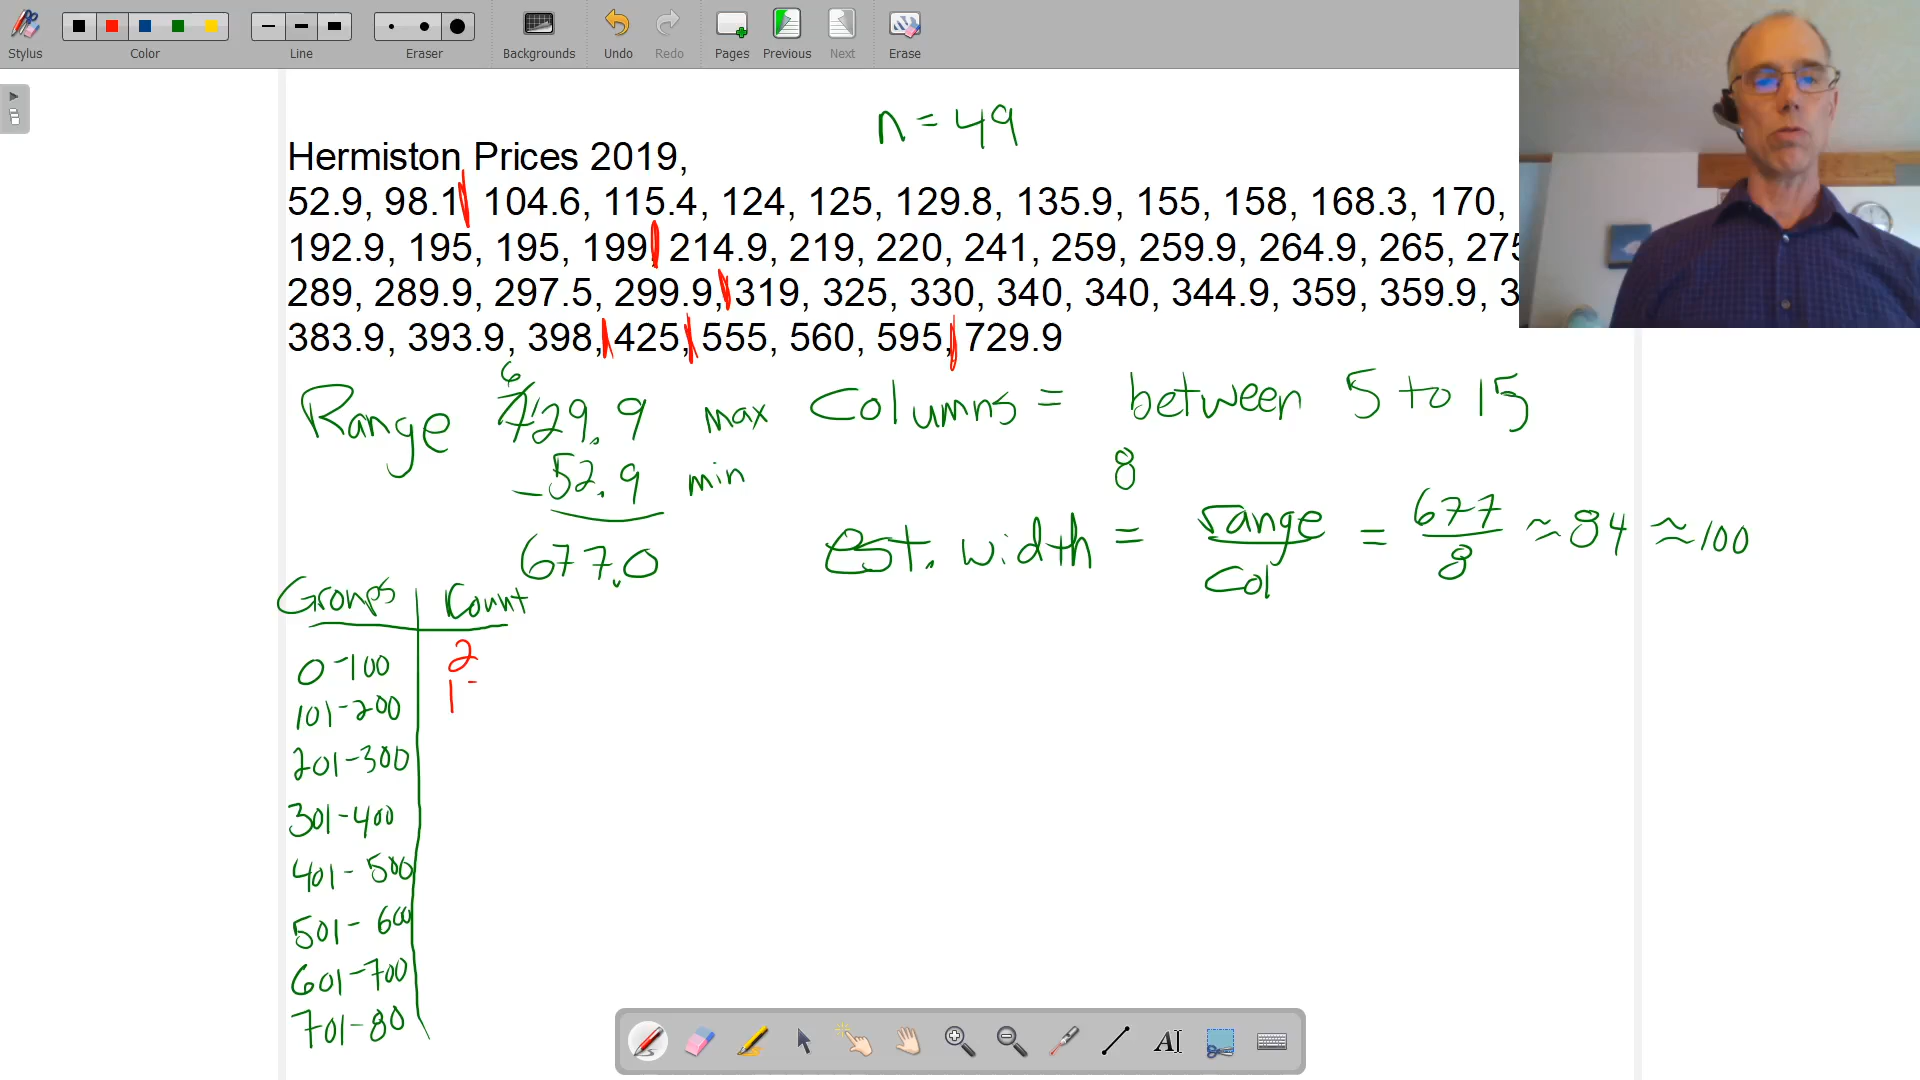 Stylus Color Line Eraser Backgrounds Undo Redo Pages Previous Next Erase
n = 49
Hermiston Prices 2019,
52.9, 98.1, 104.6, 115.4, 124, 125, 129.8, 135.9, 155, 158, 168.3, 170,
192.9, 195, 195, 199, 214.9, 219, 220, 241, 259, 259.9, 264.9, 265, 275
289, 289.9, 297.5, 299.9, 319, 325, 330, 340, 340, 344.9, 359, 359.9, 3
383.9, 393.9, 398, 425, 555, 560, 595, 729.9
Range 729.9 max Columns = between 5 to 15
6
- 52.9 min 8
677.0
est. width = range/col = 677/8 ≈ 84 ≈ 100
Groups Count
0-100 2
101-200 1
201-300
301-400
401-500
501-600
601-700
701-80